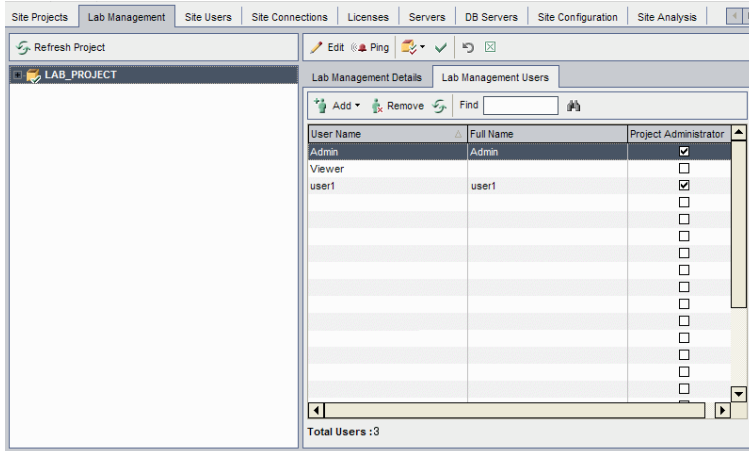 Site Projects Lab Management Site Users Site Connections Licenses Servers DB Servers Site Configuration Site Analysis
Refresh Project
Edit Ping
LAB_PROJECT
Lab Management Details Lab Management Users
Add Remove Find
User Name Full Name Project Administrator
Admin Admin
Viewer
user1 user1
Total Users :3